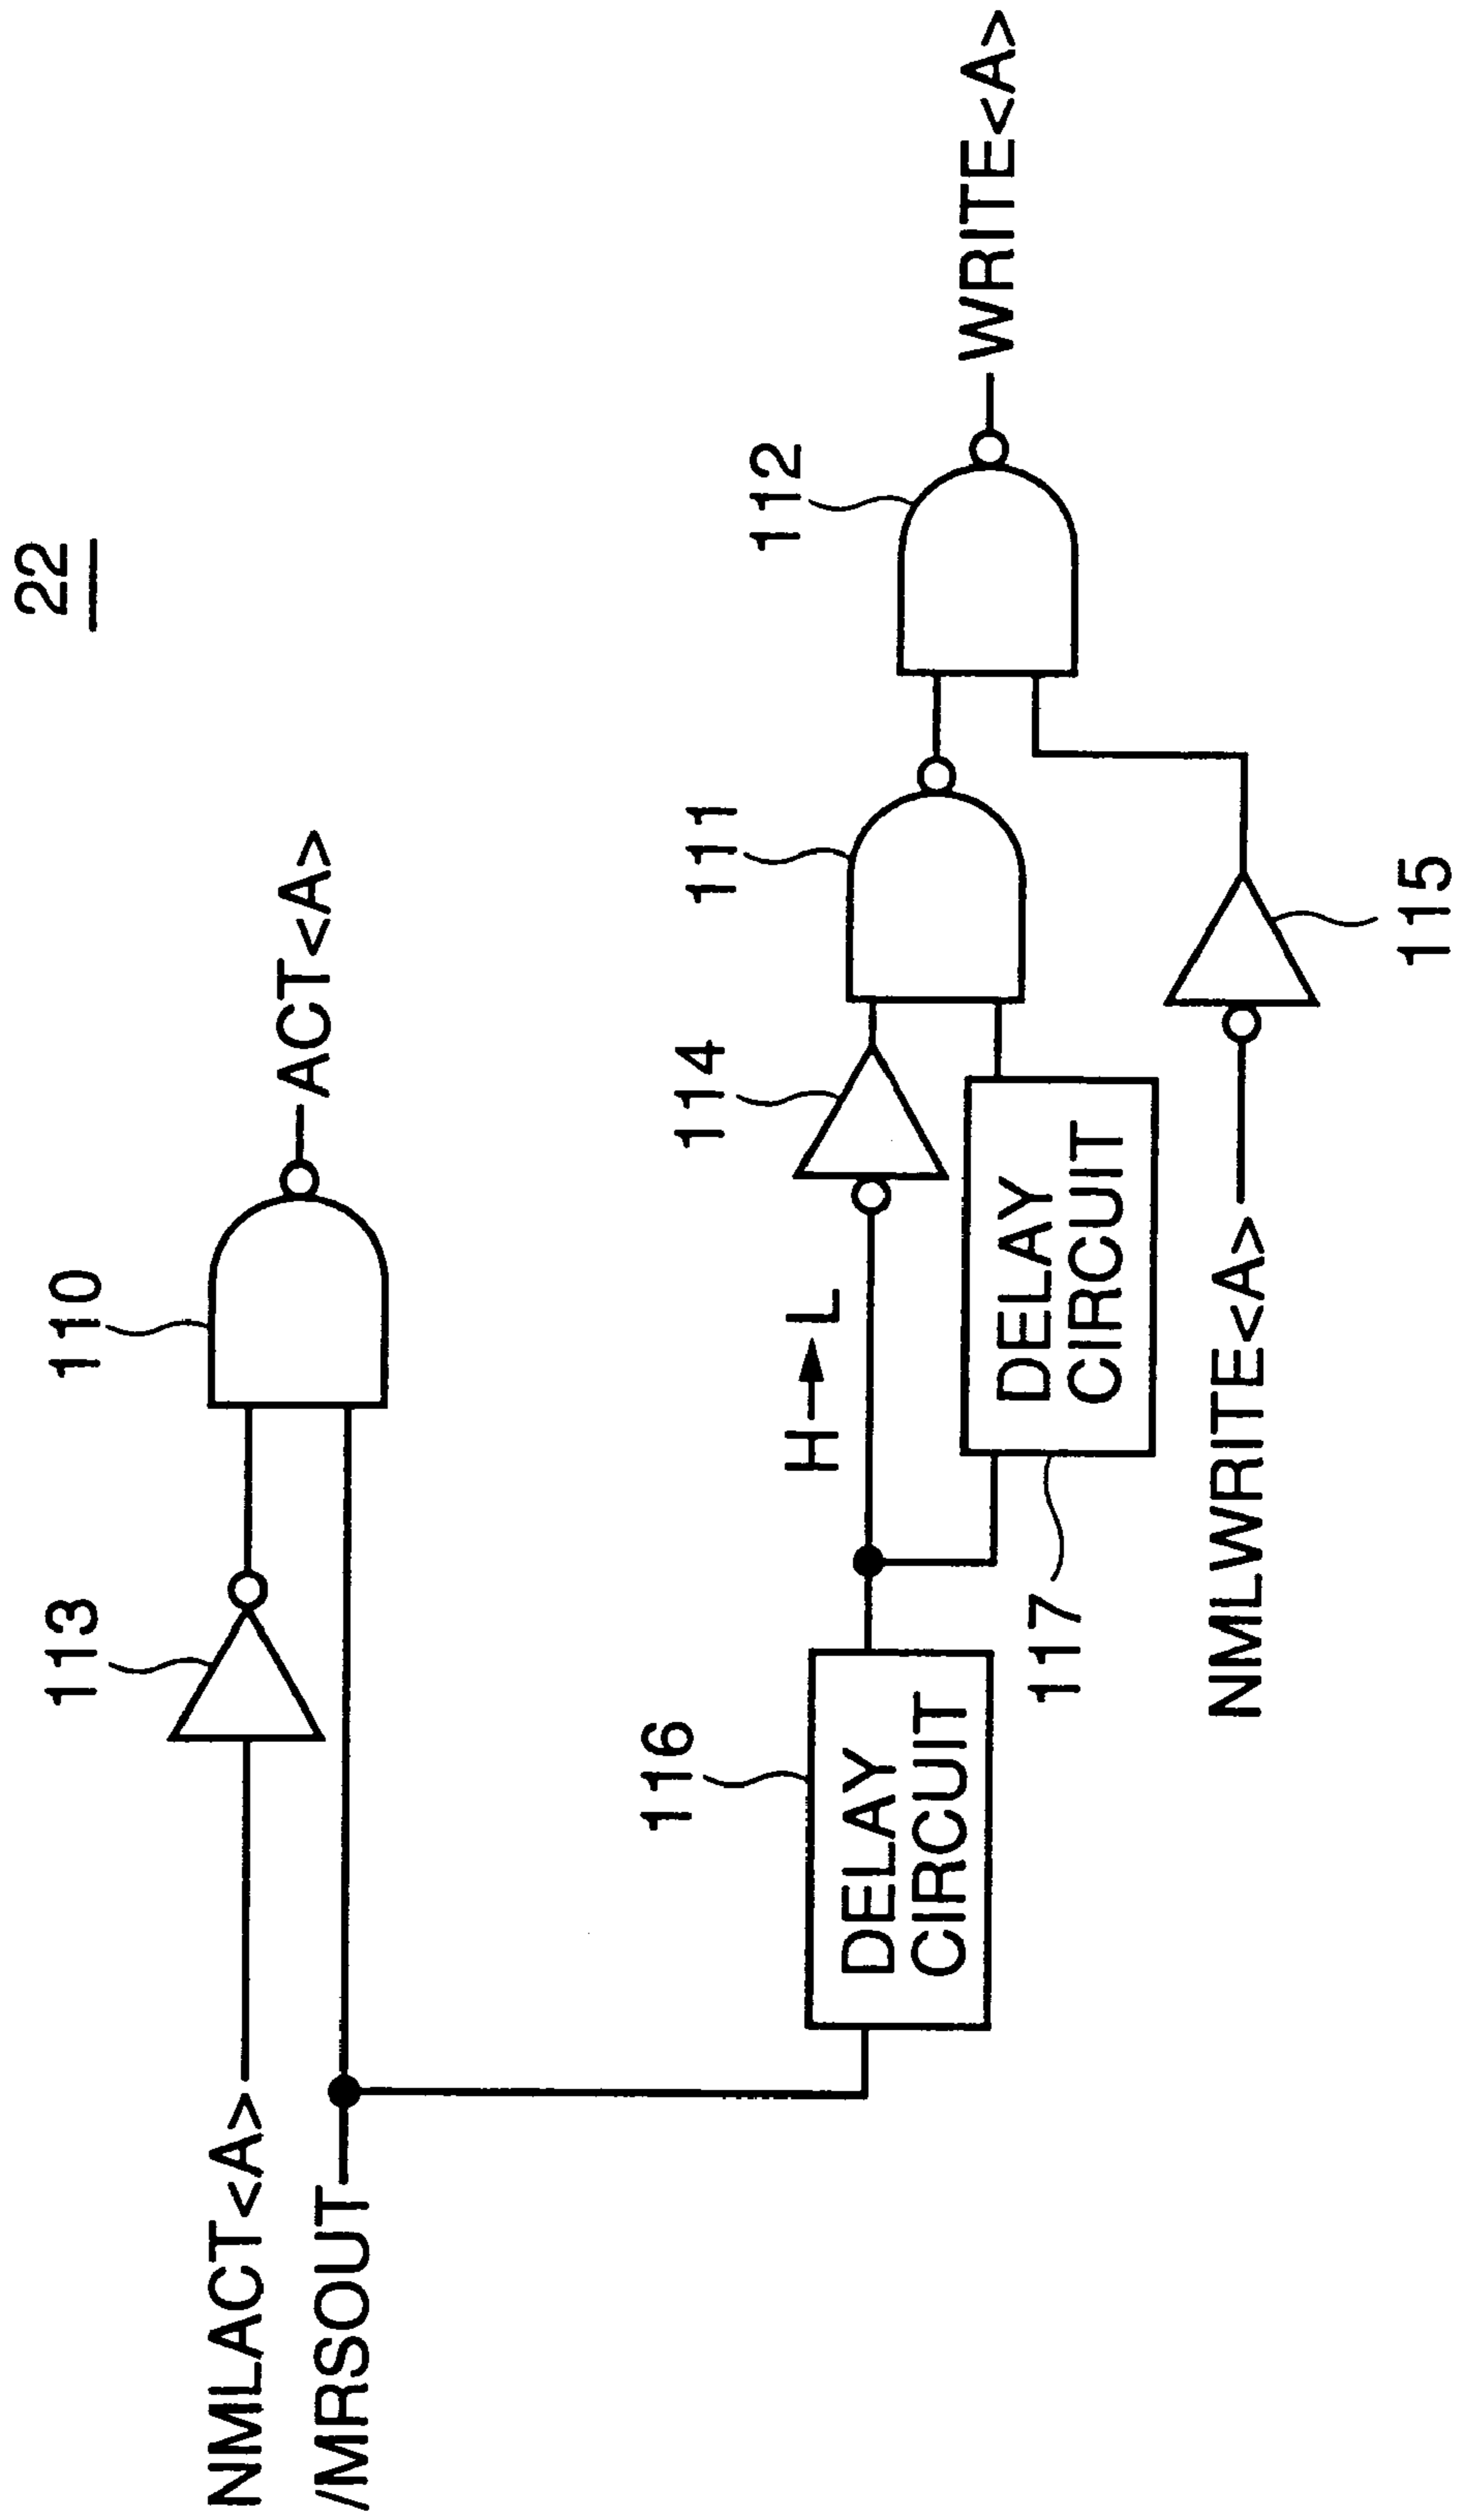 22
110
113
NMLACT<A>
/MRSOUT
ACT<A>
116
DELAY
CIRCUIT
H→L
114
111
112
WRITE<A>
DELAY
CIRCUIT
117
NMLWRITE<A>
115